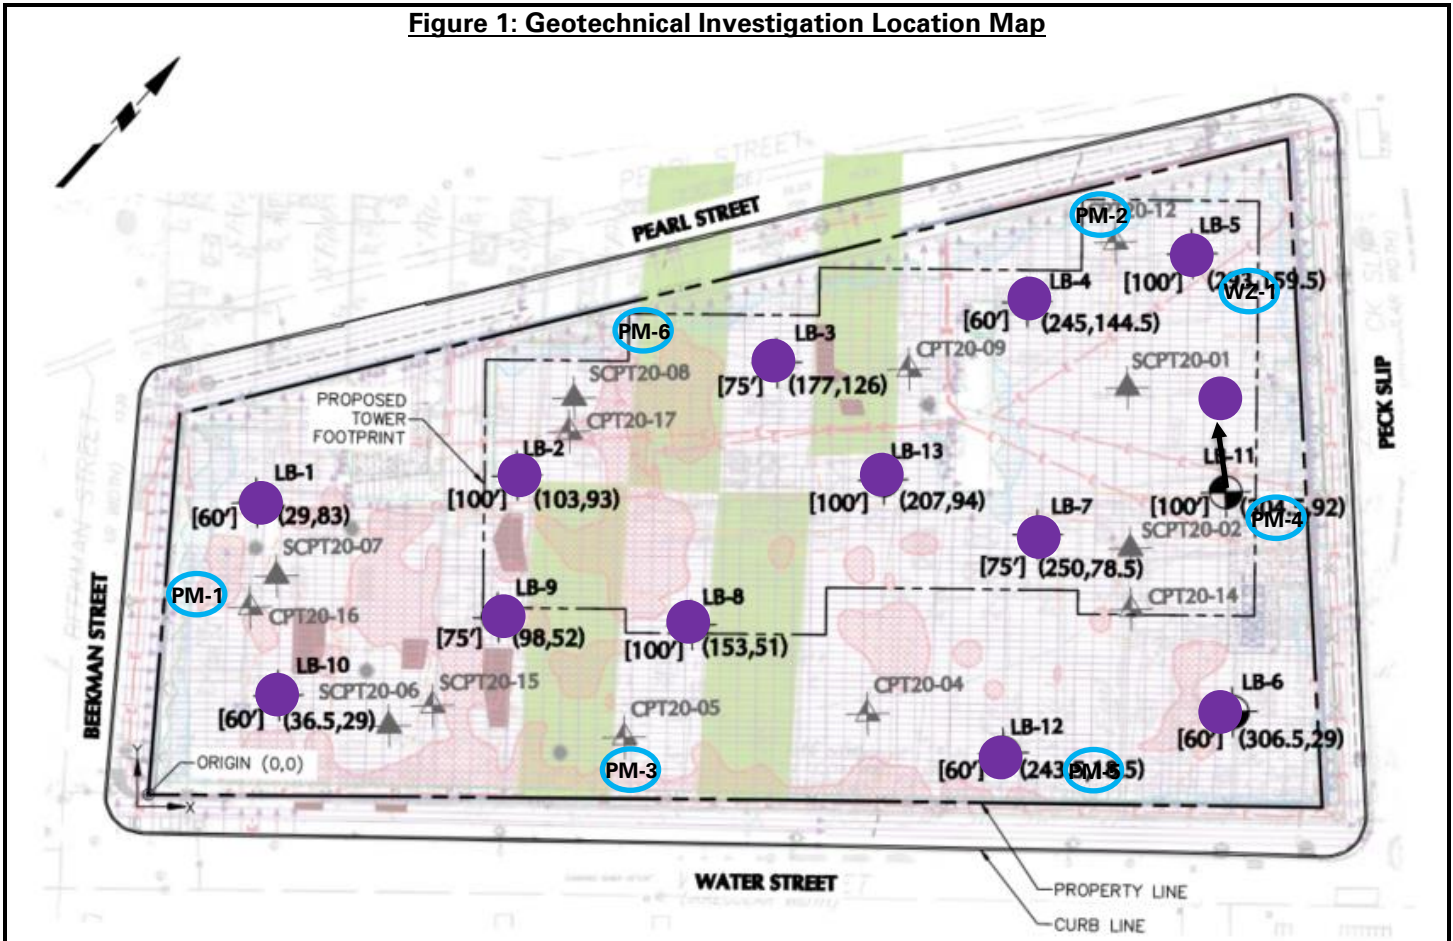 Figure 1: Geotechnical Investigation Location Map
PEARL STREET
PEARL STREET
PM-2
20-12
LB-5
[100']
WZ-1
LB-4
[60']
(245,144.5)
PM-6
LB-3
[75']
(177,126)
CPT20-09
SCPT20-01
SCPT20-08
CPT20-17
PROPOSED
TOWER
FOOTPRINT
PECK SLIP
LB-2
[100']
(103,93)
LB-13
[100']
(207,94)
LB-11
[100']
PM-4
LB-1
[60']
(29,83)
LB-7
[75']
(250,78.5)
SCPT20-02
SCPT20-07
PM-1
CPT20-16
CPT20-14
BEEKMAN STREET
LB-9
[75']
(98,52)
LB-8
[100']
(153,51)
LB-10
[60']
(36.5,29)
SCPT20-06
SCPT20-15
CPT20-05
CPT20-04
LB-6
[60']
(306.5,29)
LB-12
[60']
PM-5
PM-3
ORIGIN (0,0)
Y
X
WATER STREET
PROPERTY LINE
CURB LINE